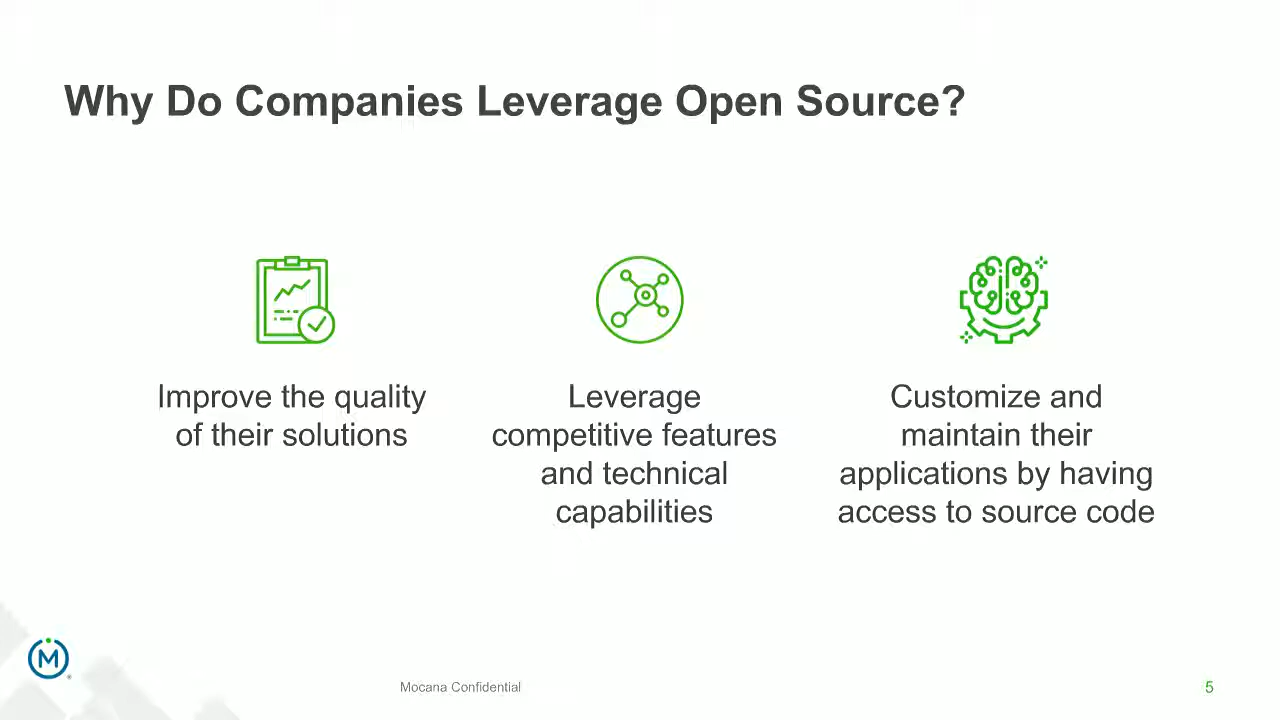 Why Do Companies Leverage Open Source?
Improve the quality
of their solutions
Leverage
competitive features
and technical
capabilities
Customize and
maintain their
applications by having
access to source code
M
®
Mocana Confidential
5